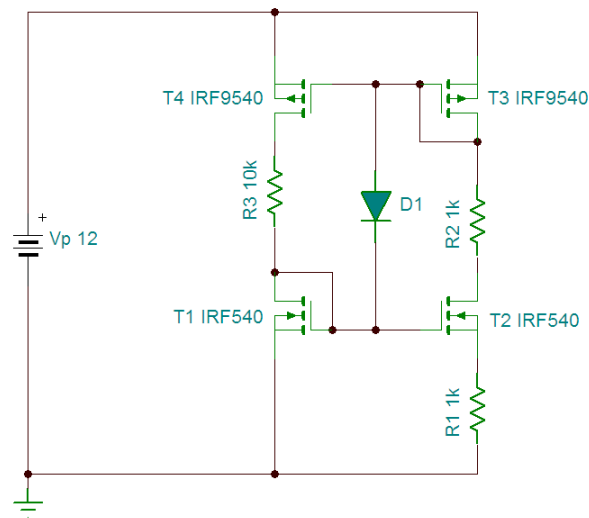 T4 IRF9540
T3 IRF9540
R3 10k
D1
R2 1k
+
Vp 12
T1 IRF540
T2 IRF540
R1 1k